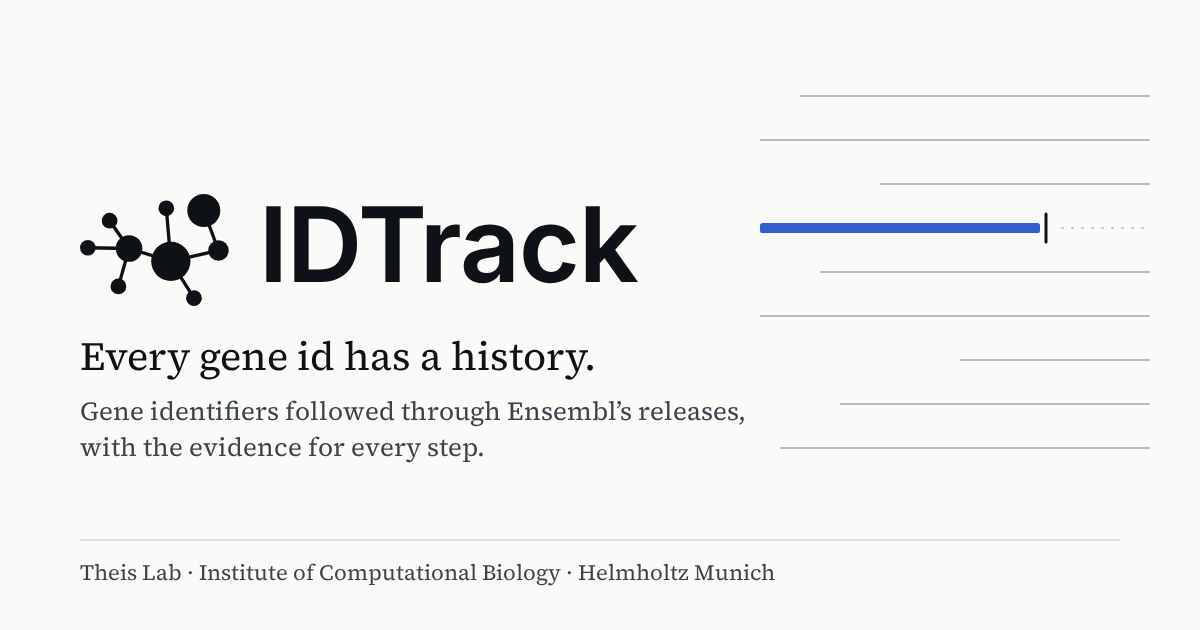 IDTrack
Every gene id has a history.
Gene identifiers followed through Ensembl’s releases,
with the evidence for every step.
Theis Lab · Institute of Computational Biology · Helmholtz Munich